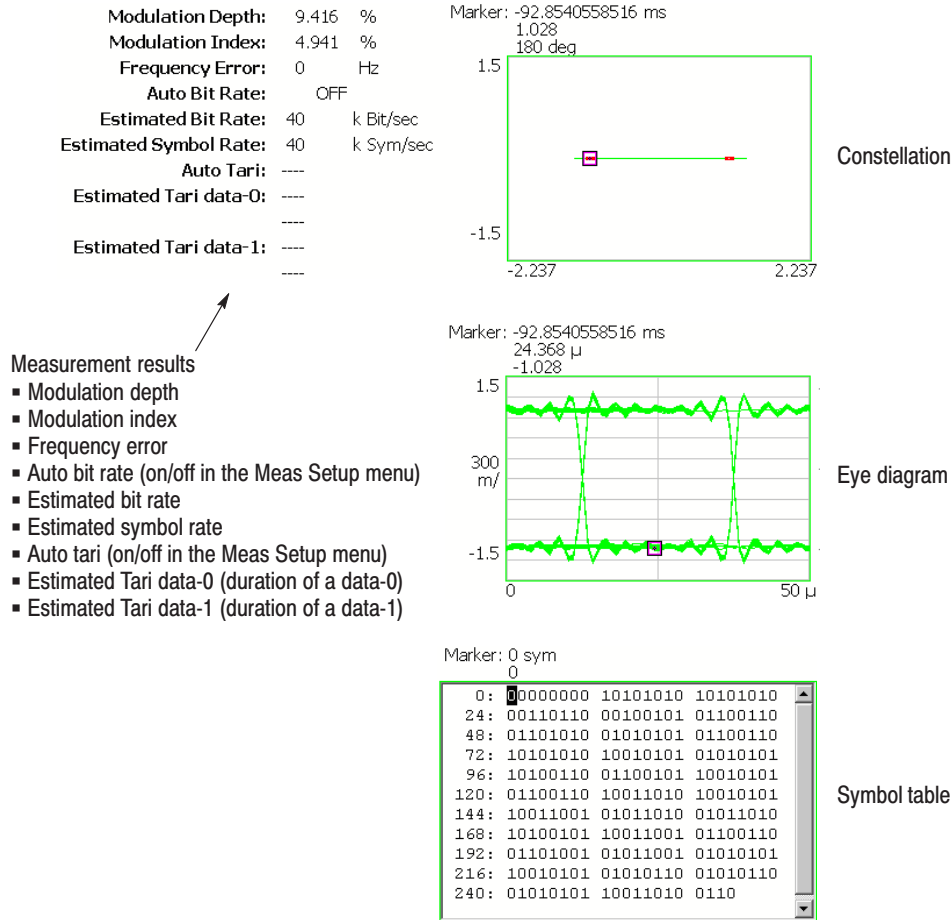 Modulation Depth: 9.416 %
Modulation Index: 4.941 %
Frequency Error: 0 Hz
Auto Bit Rate: OFF
Estimated Bit Rate: 40 k Bit/sec
Estimated Symbol Rate: 40 k Sym/sec
Auto Tari: ----
Estimated Tari data-0: ----
----
Estimated Tari data-1: ----
----
Measurement results
▪ Modulation depth
▪ Modulation index
▪ Frequency error
▪ Auto bit rate (on/off in the Meas Setup menu)
▪ Estimated bit rate
▪ Estimated symbol rate
▪ Auto tari (on/off in the Meas Setup menu)
▪ Estimated Tari data-0 (duration of a data-0)
▪ Estimated Tari data-1 (duration of a data-1)
Marker: -92.8540558516 ms
1.028
180 deg
1.5
-1.5
-2.237 2.237
Constellation
Marker: -92.8540558516 ms
24.368 µ
-1.028
1.5
300
m/
-1.5
0 50 µ
Eye diagram
Marker: 0 sym
0
0: 00000000 10101010 10101010
24: 00110110 00100101 01100110
48: 01101010 01010101 01100110
72: 10101010 10010101 01010101
96: 10100110 01100101 10010101
120: 01100110 10011010 10010101
144: 10011001 01011010 01011010
168: 10100101 10011001 01100110
192: 01101001 01011001 01010101
216: 10010101 01010110 01010110
240: 01010101 10011010 0110
Symbol table